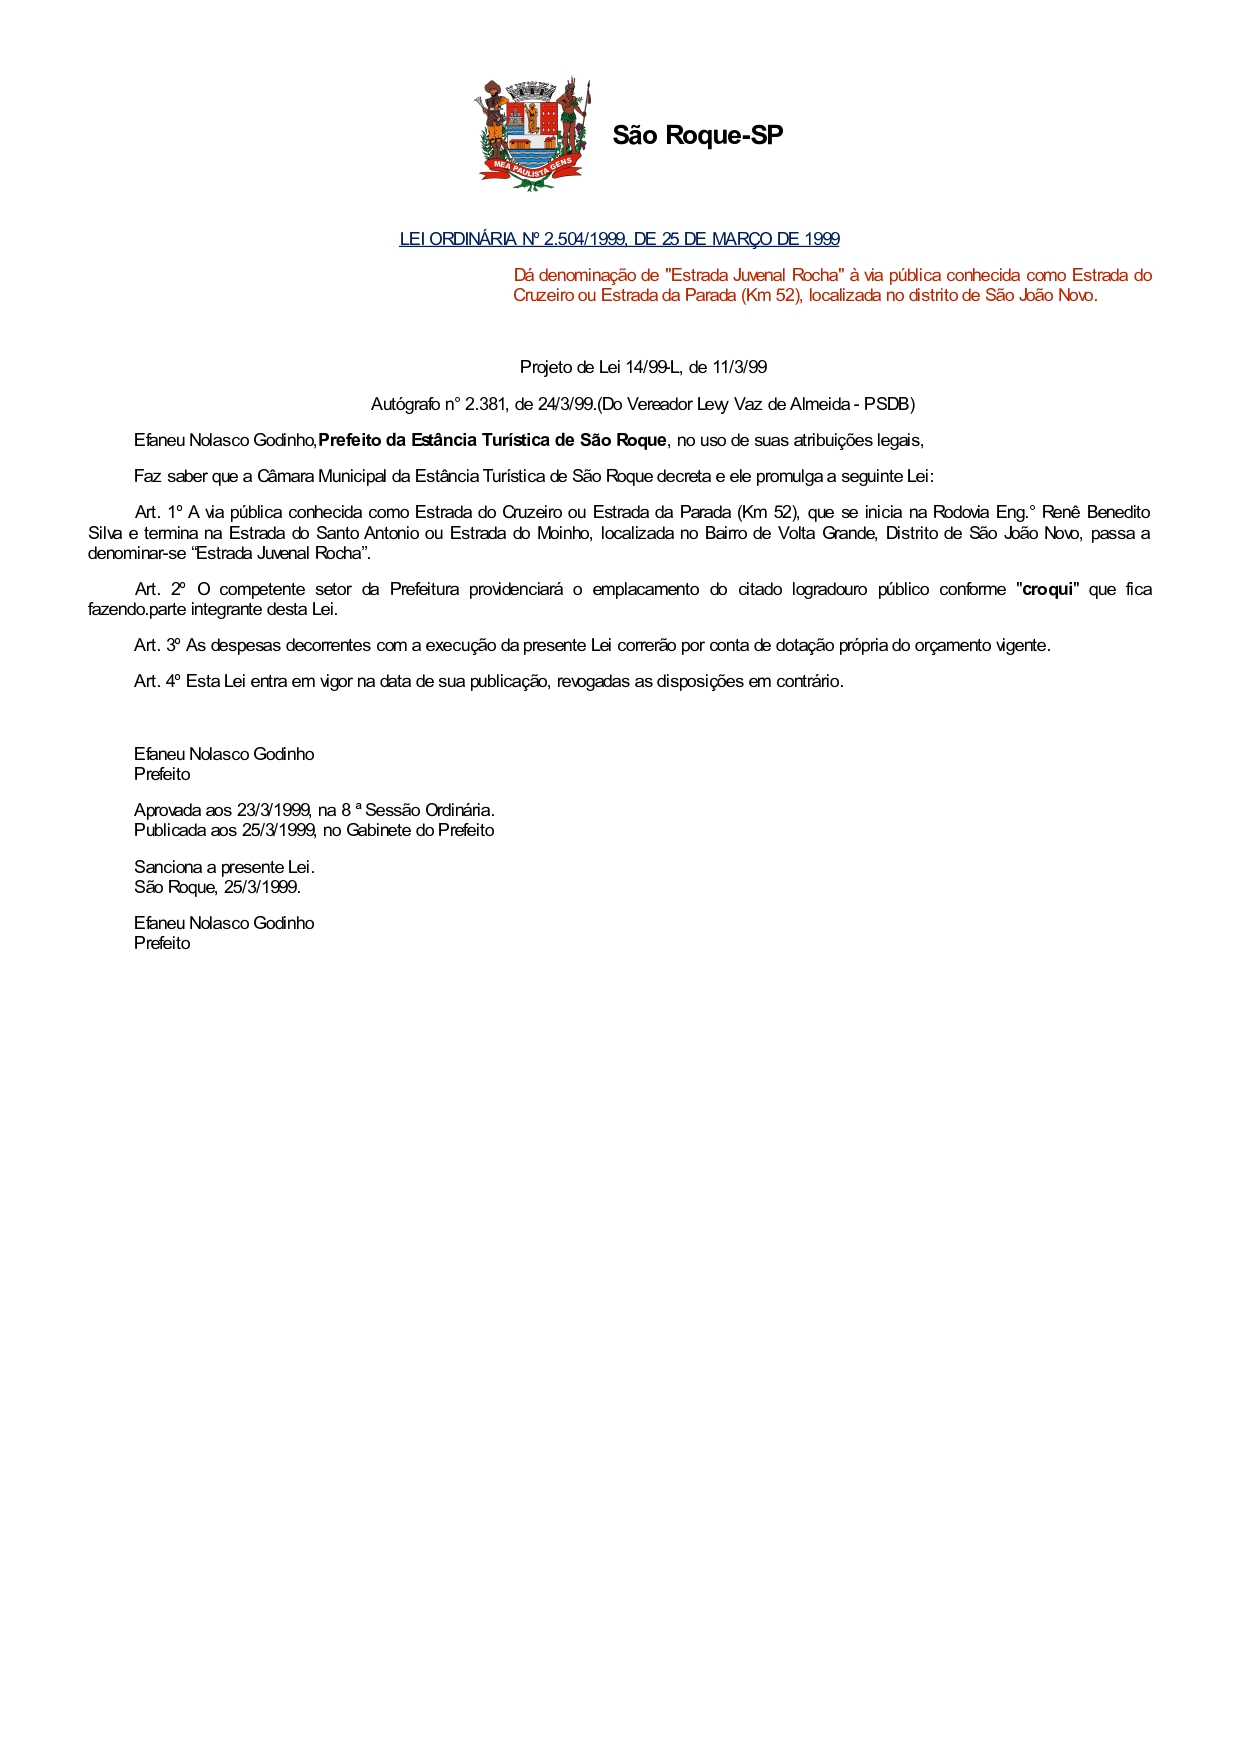 MEA PAULISTA GENS
São Roque-SP
LEI ORDINÁRIA Nº 2.504/1999, DE 25 DE MARÇO DE 1999
Dá denominação de "Estrada Juvenal Rocha" à via pública conhecida como Estrada do
Cruzeiro ou Estrada da Parada (Km 52), localizada no distrito de São João Novo.
Projeto de Lei 14/99-L, de 11/3/99
Autógrafo n° 2.381, de 24/3/99.(Do Vereador Levy Vaz de Almeida - PSDB)
Efaneu Nolasco Godinho,Prefeito da Estância Turística de São Roque, no uso de suas atribuições legais,
Faz saber que a Câmara Municipal da Estância Turística de São Roque decreta e ele promulga a seguinte Lei:
Art. 1º A via pública conhecida como Estrada do Cruzeiro ou Estrada da Parada (Km 52), que se inicia na Rodovia Eng.° Renê Benedito
Silva e termina na Estrada do Santo Antonio ou Estrada do Moinho, localizada no Bairro de Volta Grande, Distrito de São João Novo, passa a
denominar-se “Estrada Juvenal Rocha”.
Art. 2º O competente setor da Prefeitura providenciará o emplacamento do citado logradouro público conforme "croqui" que fica
fazendo.parte integrante desta Lei.
Art. 3º As despesas decorrentes com a execução da presente Lei correrão por conta de dotação própria do orçamento vigente.
Art. 4º Esta Lei entra em vigor na data de sua publicação, revogadas as disposições em contrário.
Efaneu Nolasco Godinho
Prefeito
Aprovada aos 23/3/1999, na 8 ª Sessão Ordinária.
Publicada aos 25/3/1999, no Gabinete do Prefeito
Sanciona a presente Lei.
São Roque, 25/3/1999.
Efaneu Nolasco Godinho
Prefeito